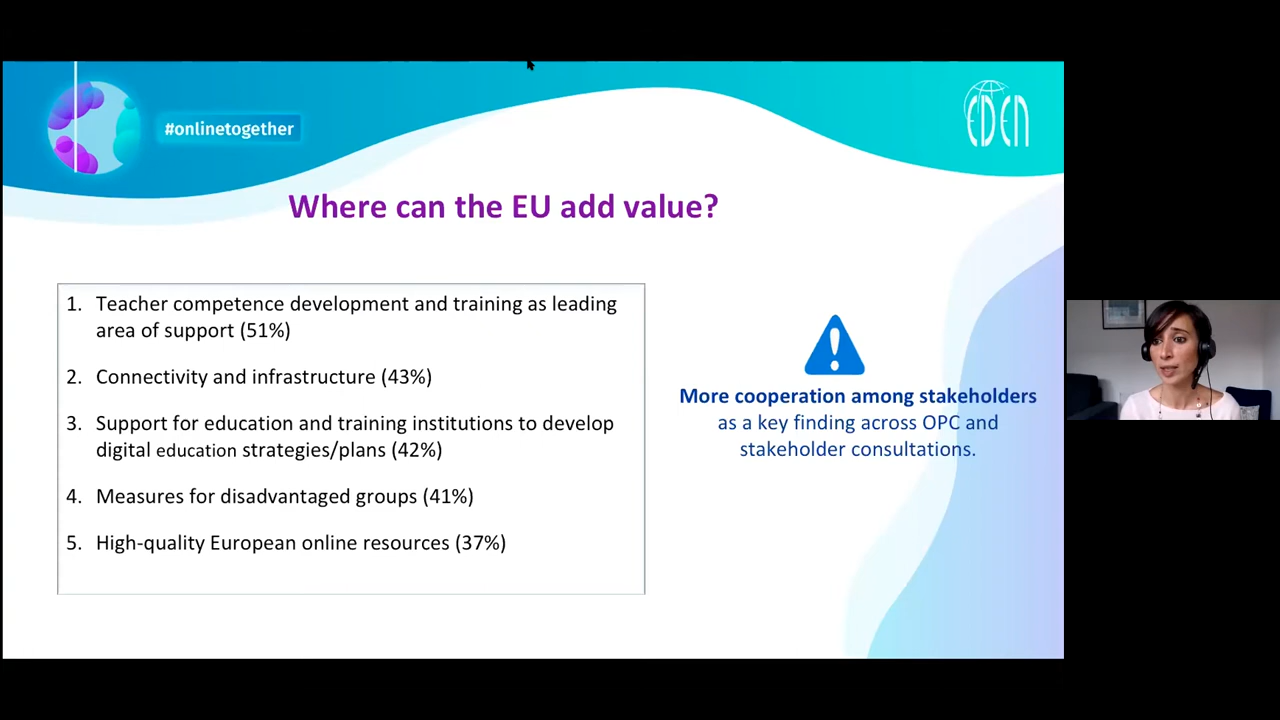 #onlinetogether
EDEN
Where can the EU add value?
1. Teacher competence development and training as leading
area of support (51%)
2. Connectivity and infrastructure (43%)
3. Support for education and training institutions to develop
digital education strategies/plans (42%)
4. Measures for disadvantaged groups (41%)
5. High-quality European online resources (37%)
More cooperation among stakeholders
as a key finding across OPC and
stakeholder consultations.